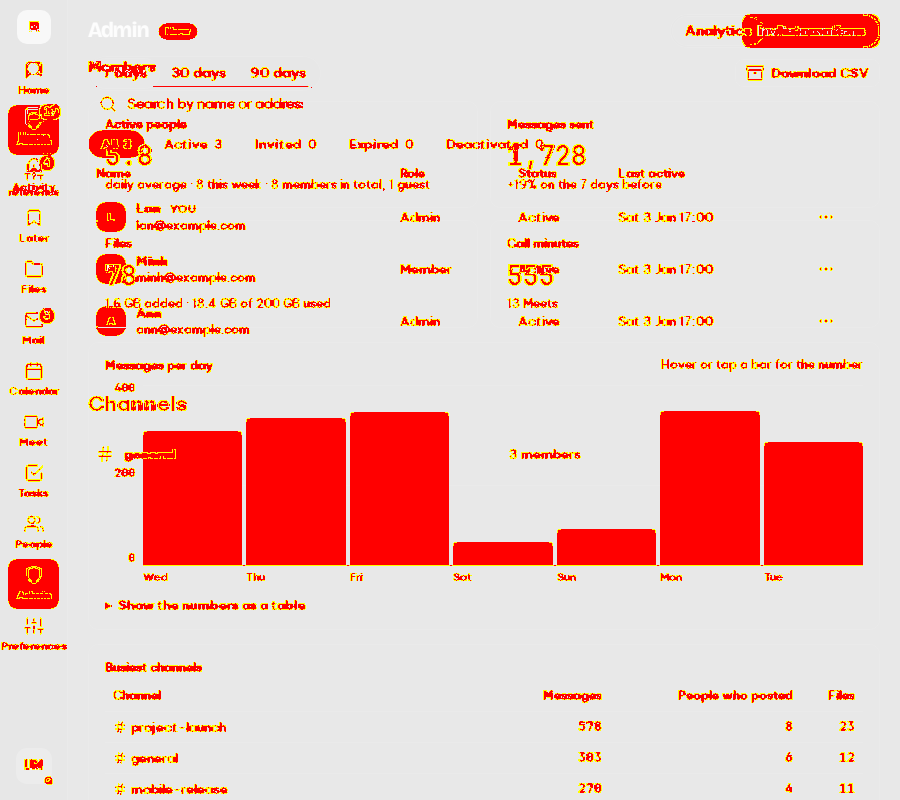 Admin
Analytics
Members
7 days 30 days 90 days
Download CSV
Search by name or address
Active people
Messages sent
All 3 Active 3 Invited 0 Expired 0 Deactivated 0
5.8
1,728
Name Role Status Last active
daily average · 8 this week · 8 members in total, 1 guest
+19% on the 7 days before
L Lan YOU
lan@example.com
Admin Active Sat 3 Jan 17:00
Files
Call minutes
Minh
minh@example.com
Member Active Sat 3 Jan 17:00
78
555
1.6 GB added · 18.4 GB of 200 GB used
13 Meets
A Ann
ann@example.com
Admin Active Sat 3 Jan 17:00
Messages per day
Hover or tap a bar for the number
400
Channels
# general
3 members
200
0
Wed Thu Fri Sat Sun Mon Tue
▸ Show the numbers as a table
Busiest channels
Channel Messages People who posted Files
# project-launch 578 8 23
# general 303 6 12
# mobile-release 270 4 11
Home
Activity
Later
Files
Mail
Calendar
Meet
Tasks
People
Admin
Preferences